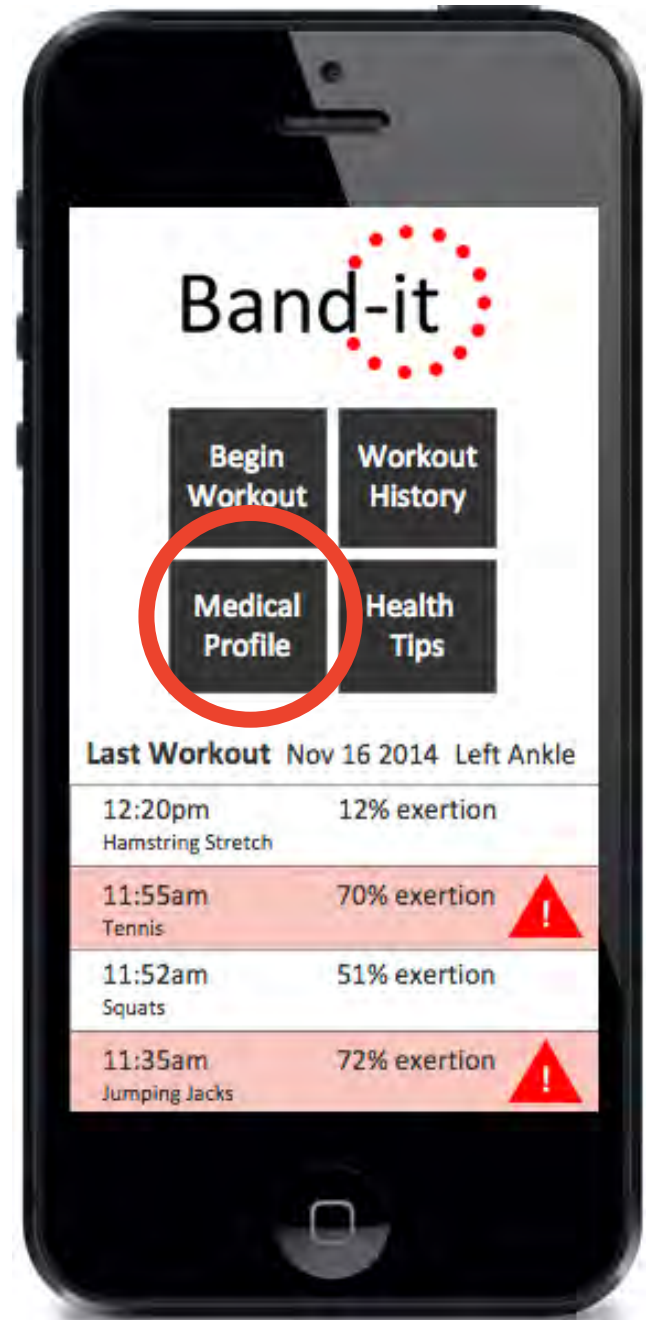 Band-it
Begin Workout
Workout History
Medical Profile
Health Tips
Last Workout Nov 16 2014 Left Ankle
12:20pm 12% exertion
Hamstring Stretch
11:55am 70% exertion !
Tennis
11:52am 51% exertion
Squats
11:35am 72% exertion !
Jumping Jacks